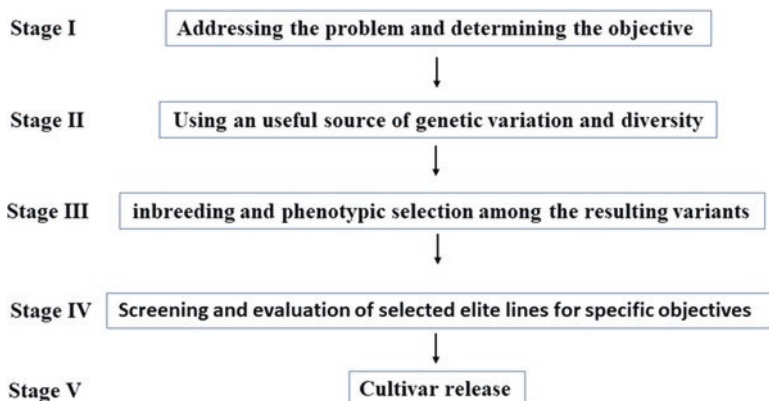 Stage I Addressing the problem and determining the objective
Stage II Using an useful source of genetic variation and diversity
Stage III inbreeding and phenotypic selection among the resulting variants
Stage IV Screening and evaluation of selected elite lines for specific objectives
Stage V Cultivar release